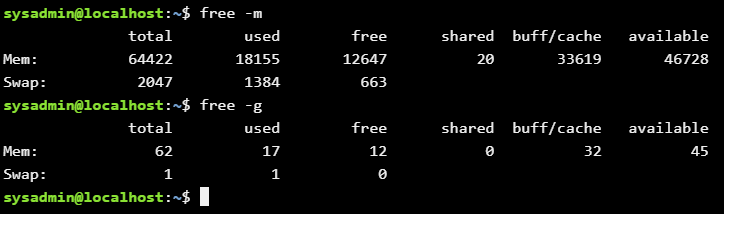 sysadmin@localhost:~$ free -m
total used free shared buff/cache available
Mem: 64422 18155 12647 20 33619 46728
Swap: 2047 1384 663
sysadmin@localhost:~$ free -g
total used free shared buff/cache available
Mem: 62 17 12 0 32 45
Swap: 1 1 0
sysadmin@localhost:~$